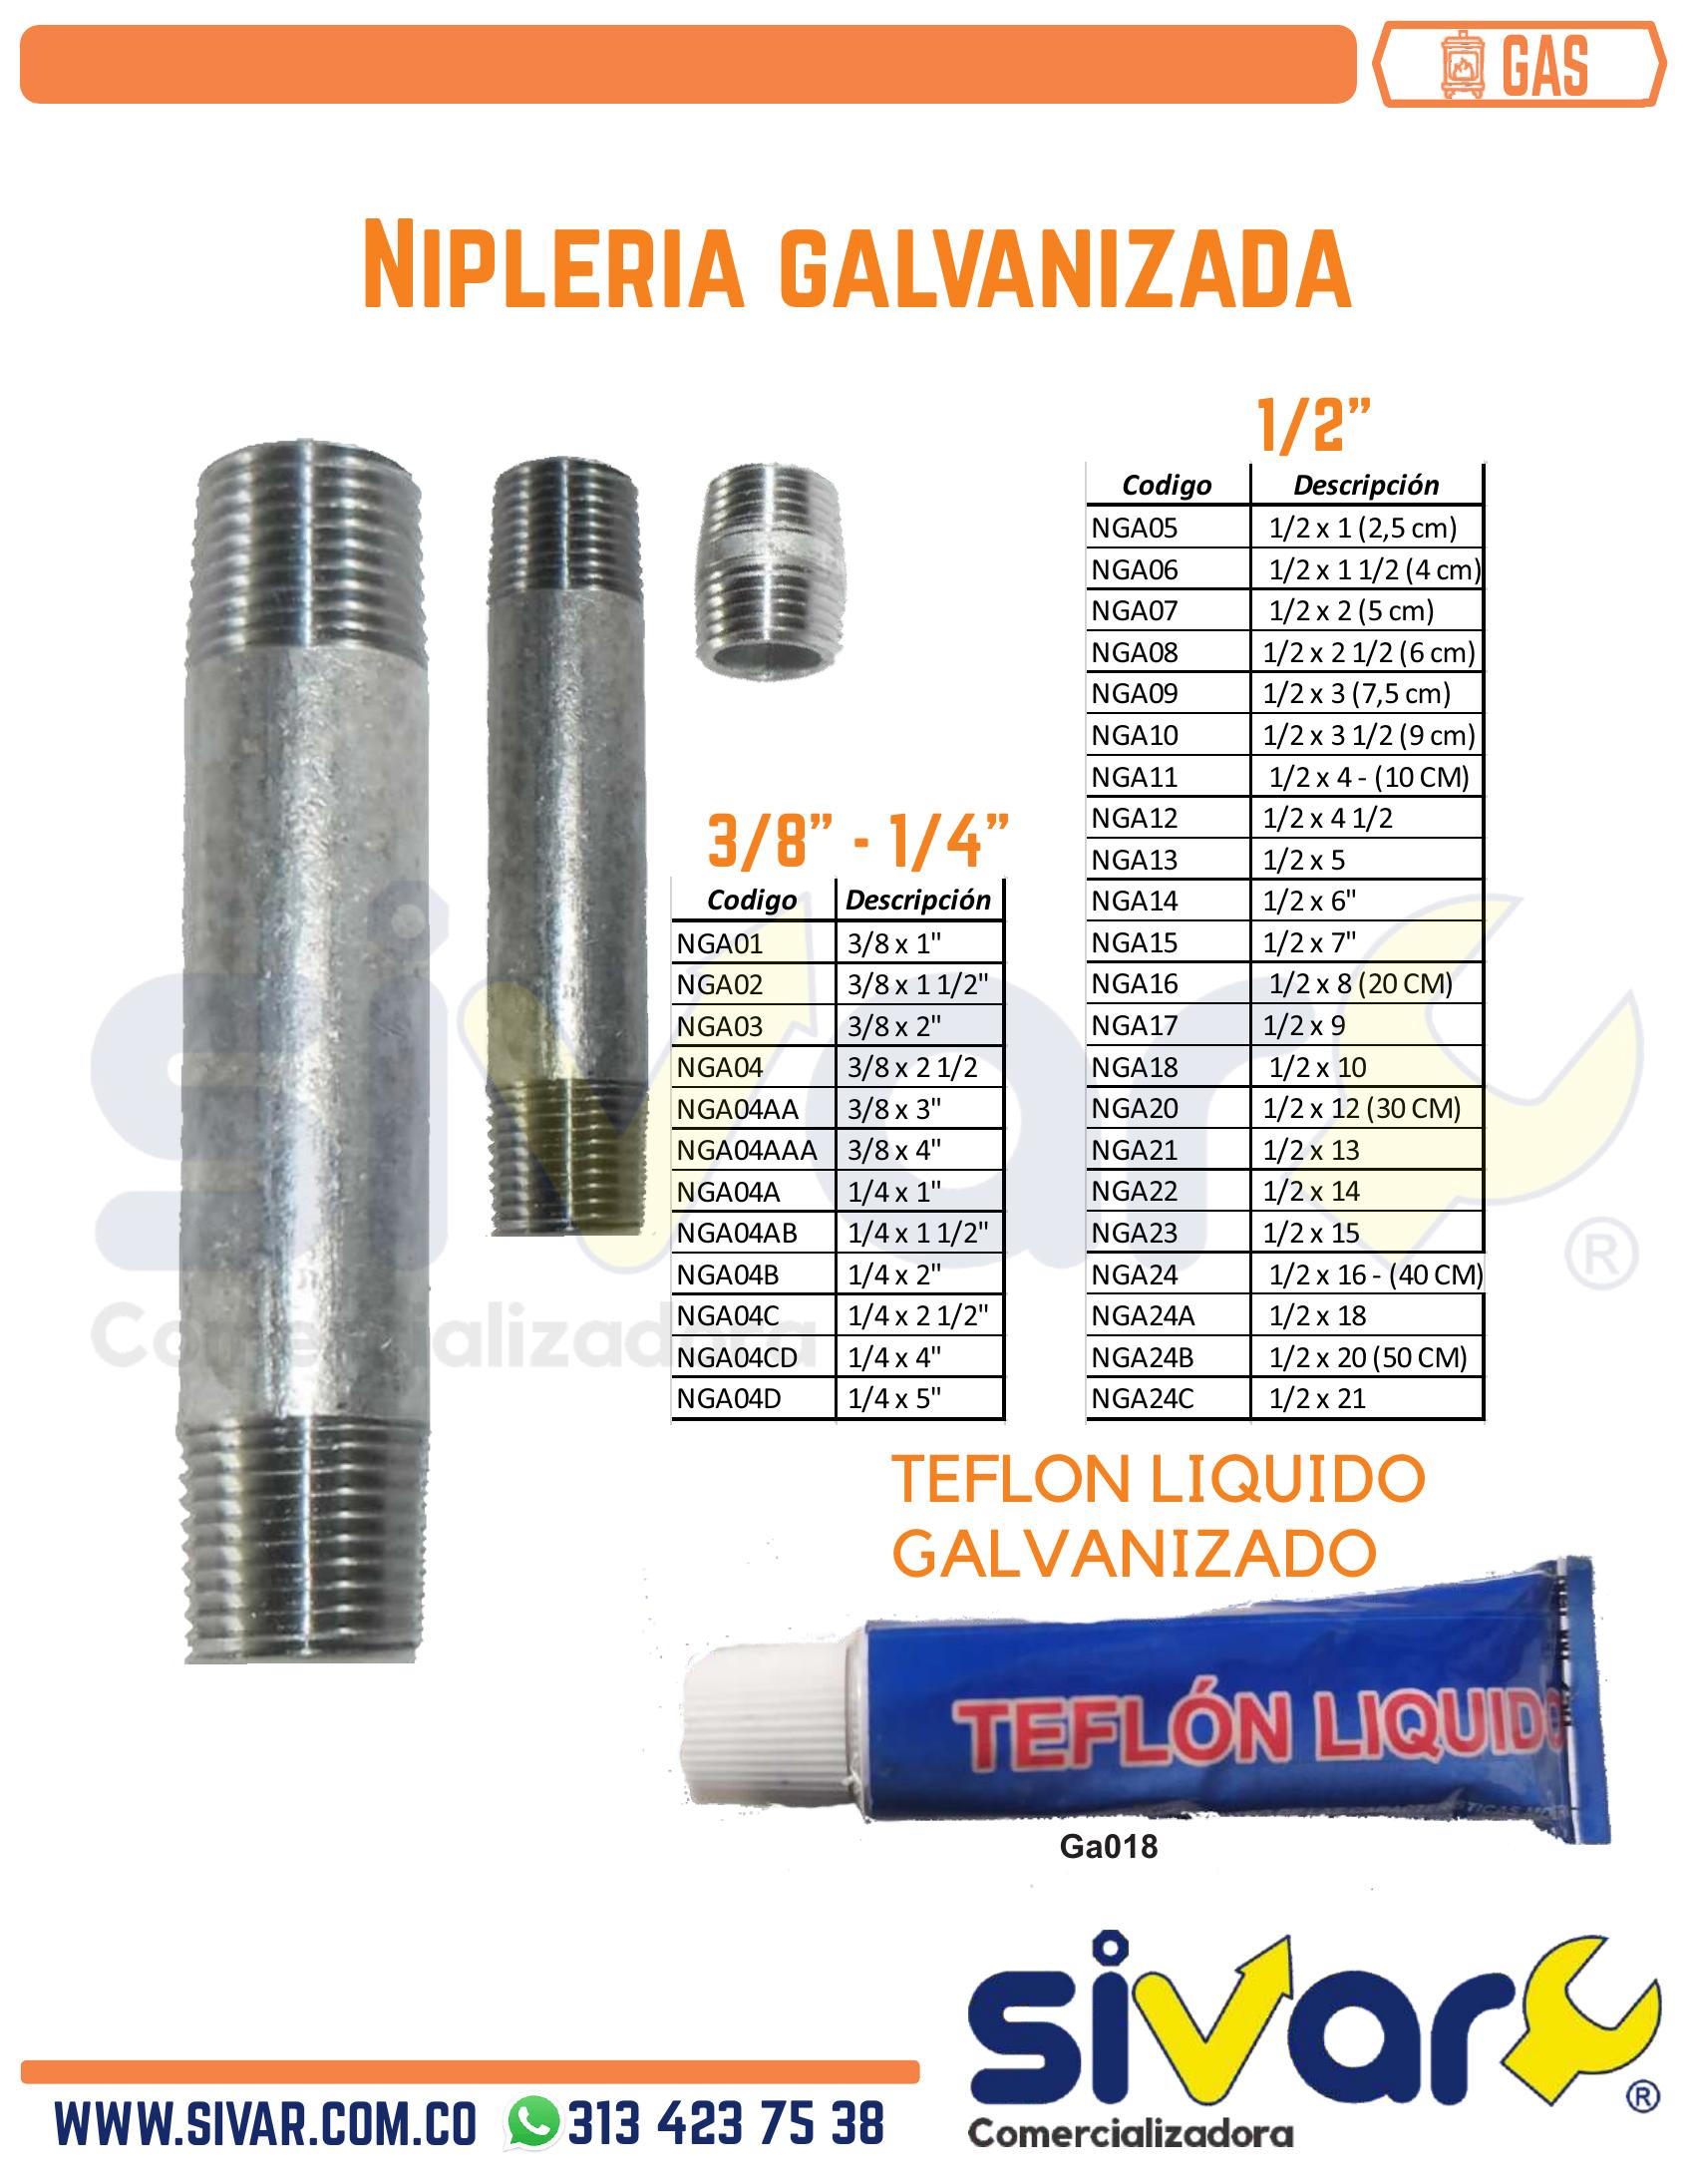 GAS
NIPLERIA GALVANIZADA
1/2”
Codigo Descripción
NGA05 1/2 x 1 (2,5 cm)
NGA06 1/2 x 1 1/2 (4 cm)
NGA07 1/2 x 2 (5 cm)
NGA08 1/2 x 2 1/2 (6 cm)
NGA09 1/2 x 3 (7,5 cm)
NGA10 1/2 x 3 1/2 (9 cm)
NGA11 1/2 x 4 - (10 CM)
NGA12 1/2 x 4 1/2
NGA13 1/2 x 5
NGA14 1/2 x 6"
NGA15 1/2 x 7"
NGA16 1/2 x 8 (20 CM)
NGA17 1/2 x 9
NGA18 1/2 x 10
NGA20 1/2 x 12 (30 CM)
NGA21 1/2 x 13
NGA22 1/2 x 14
NGA23 1/2 x 15
NGA24 1/2 x 16 - (40 CM)
NGA24A 1/2 x 18
NGA24B 1/2 x 20 (50 CM)
NGA24C 1/2 x 21
3/8” - 1/4”
Codigo Descripción
NGA01 3/8 x 1"
NGA02 3/8 x 1 1/2"
NGA03 3/8 x 2"
NGA04 3/8 x 2 1/2
NGA04AA 3/8 x 3"
NGA04AAA 3/8 x 4"
NGA04A 1/4 x 1"
NGA04AB 1/4 x 1 1/2"
NGA04B 1/4 x 2"
NGA04C 1/4 x 2 1/2"
NGA04CD 1/4 x 4"
NGA04D 1/4 x 5"
sivar
Comercializadora
®
TEFLON LIQUIDO
GALVANIZADO
TEFLÓN LIQUIDO
Ga018
sivar
®
Comercializadora
WWW.SIVAR.COM.CO 313 423 75 38